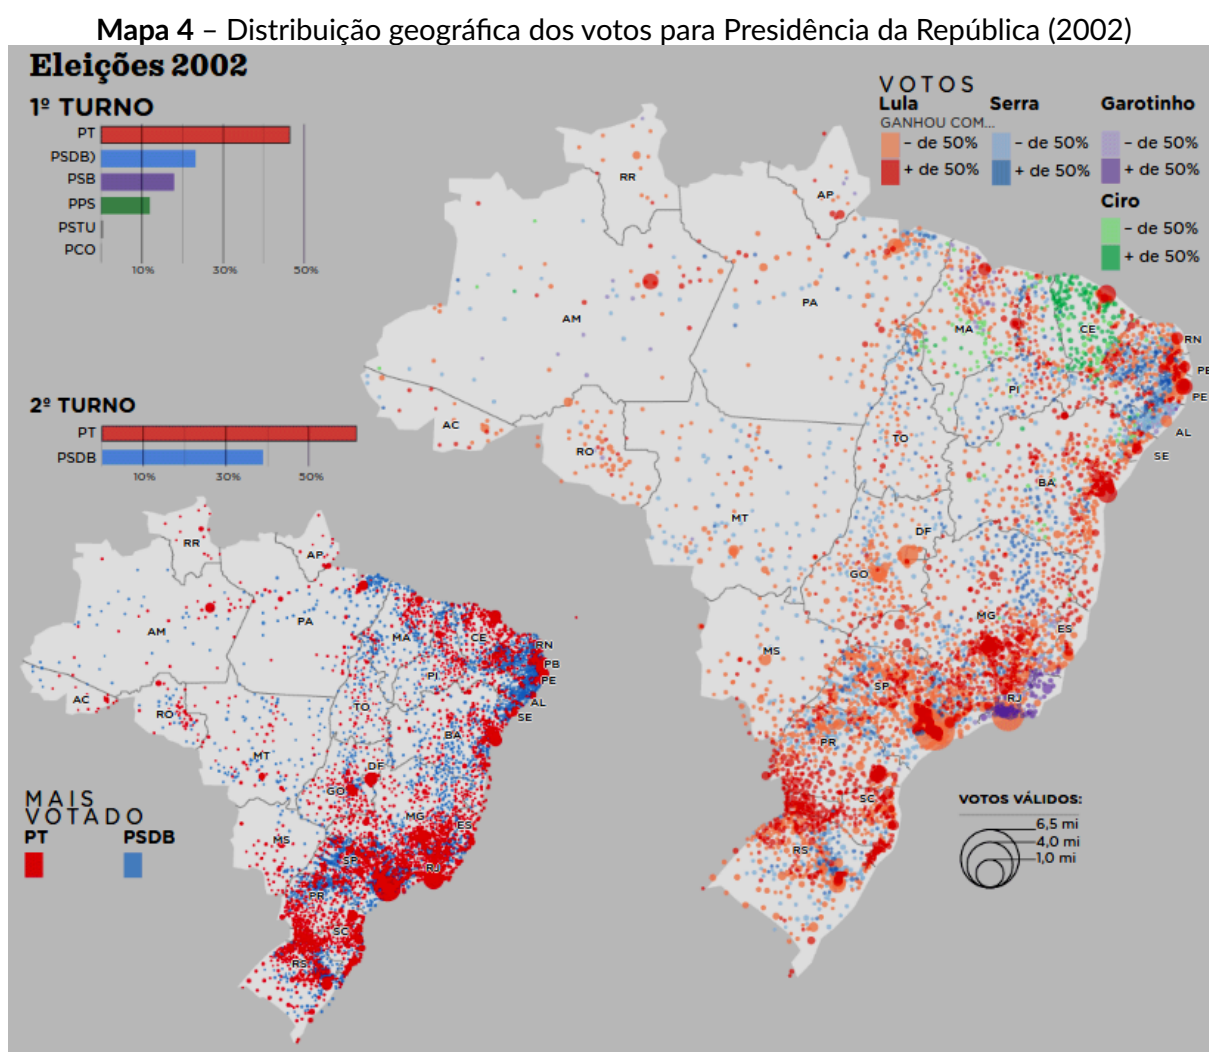 Mapa 4 – Distribuição geográfica dos votos para Presidência da República (2002)
Eleições 2002
1º TURNO
PT
PSDB)
PSB
PPS
PSTU
PCO
10% 30% 50%
VOTOS
Lula Serra Garotinho
GANHOU COM...
- de 50% - de 50% - de 50%
+ de 50% + de 50% + de 50%
Ciro
- de 50%
+ de 50%
RR
AP
AM
PA
MA
CE
RN
PB
PE
PI
AC
TO
AL
RO
SE
BA
MT
DF
GO
MG
ES
MS
SP
RJ
PR
SC
RS
2º TURNO
PT
PSDB
10% 30% 50%
RR
AP
AM
PA
MA
CE
RN
PB
PI
PE
AC
TO
AL
RO
SE
BA
MT
DF
GO
MG
ES
MS
SP
RJ
PR
SC
RS
MAIS
VOTADO
PT PSDB
VOTOS VÁLIDOS:
6,5 mi
4,0 mi
1,0 mi